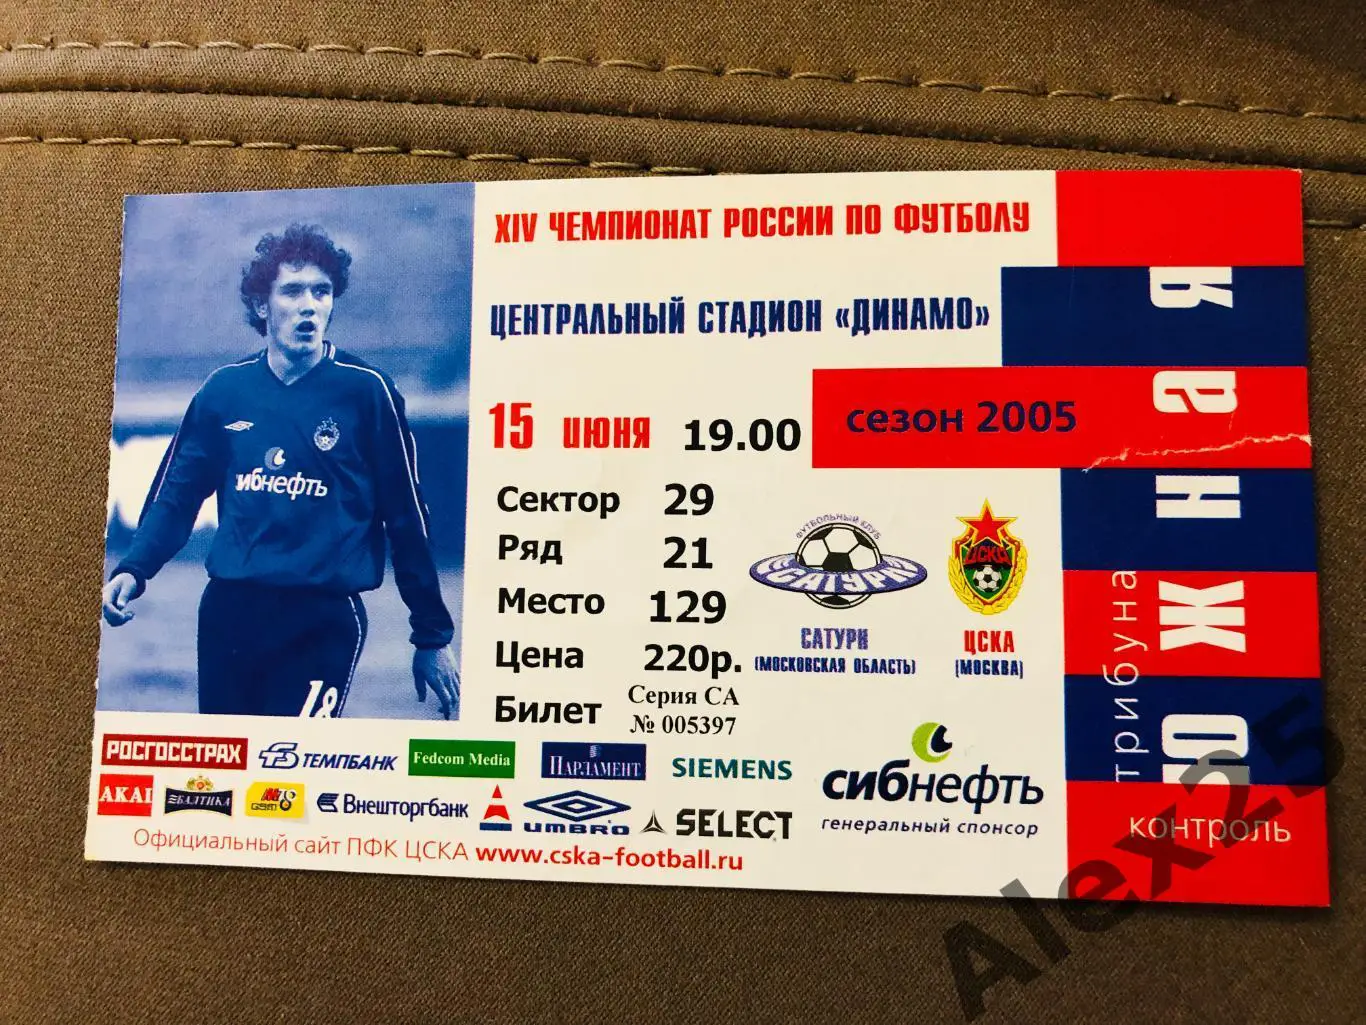 XIV ЧЕМПИОНАТ РОССИИ ПО ФУТБОЛУ
ЦЕНТРАЛЬНЫЙ СТАДИОН «ДИНАМО»
15 ИЮНЯ 19.00
сезон 2005
Сектор 29
Ряд 21
Место 129
Цена 220р.
Билет Серия СА
№ 005397
сибнефть
18
ФУТБОЛЬНЫЙ КЛУБ
САТУРН
САТУРН
(МОСКОВСКАЯ ОБЛАСТЬ)
ЦСКА
ЦСКА
(МОСКВА)
трибуна
Южная
контроль
РОСГОССТРАХ
ТЕМПБАНК
Fedcom Media
ПАРЛАМЕНТ
SIEMENS
AKAI
БАЛТИКА
Внешторгбанк
UMBRO
SELECT
сибнефть
генеральный спонсор
Официальный сайт ПФК ЦСКА www.cska-football.ru
Alex25